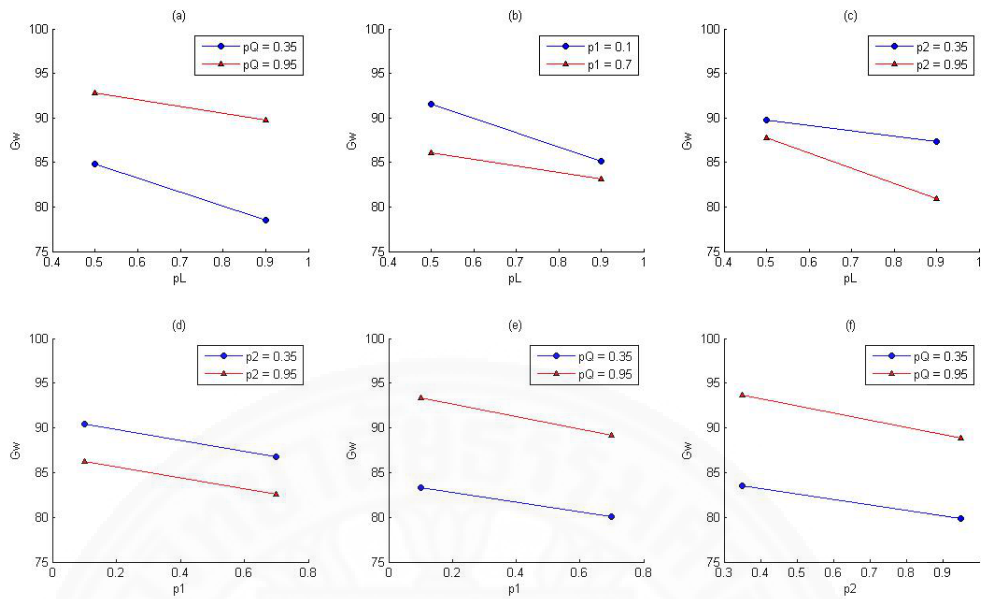 (a)
100
95
90
85
80
75
Gw
0.4 0.5 0.6 0.7 0.8 0.9 1
pL
pQ = 0.35
pQ = 0.95
(b)
100
95
90
85
80
75
Gw
0.4 0.5 0.6 0.7 0.8 0.9 1
pL
p1 = 0.1
p1 = 0.7
(c)
100
95
90
85
80
75
Gw
0.4 0.5 0.6 0.7 0.8 0.9 1
pL
p2 = 0.35
p2 = 0.95
(d)
100
95
90
85
80
75
Gw
0 0.2 0.4 0.6 0.8
p1
p2 = 0.35
p2 = 0.95
(e)
100
95
90
85
80
75
Gw
0 0.2 0.4 0.6 0.8
p1
pQ = 0.35
pQ = 0.95
(f)
100
95
90
85
80
75
Gw
0.3 0.4 0.5 0.6 0.7 0.8 0.9
p2
pQ = 0.35
pQ = 0.95